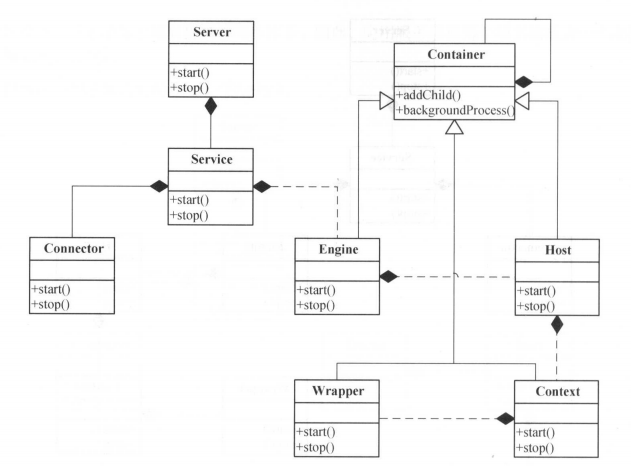 Server
+start()
+stop()
Container
+addChild()
+backgroundProcess()
Service
+start()
+stop()
Connector
+start()
+stop()
Engine
+start()
+stop()
Host
+start()
+stop()
Wrapper
+start()
+stop()
Context
+start()
+stop()